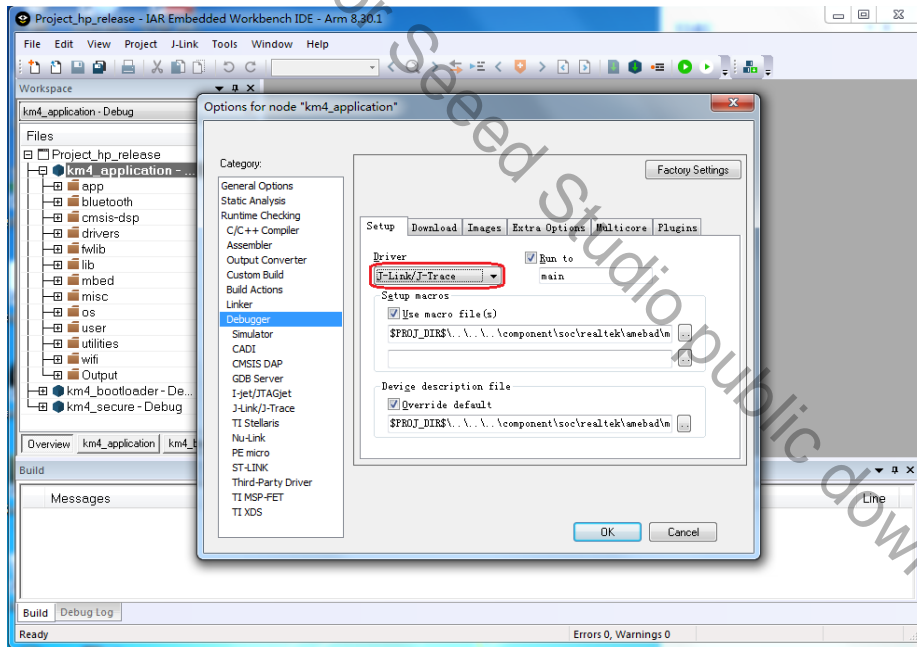 Project_hp_release - IAR Embedded Workbench IDE - Arm 8.30.1
File Edit View Project J-Link Tools Window Help
Workspace
km4_application - Debug
Files
Project_hp_release
km4_application - ...
app
bluetooth
cmsis-dsp
drivers
fwlib
lib
mbed
misc
os
user
utilities
wifi
Output
km4_bootloader - De...
km4_secure - Debug
Overview km4_application km4_b
Options for node "km4_application"
Category:
General Options
Static Analysis
Runtime Checking
C/C++ Compiler
Assembler
Output Converter
Custom Build
Build Actions
Linker
Debugger
Simulator
CADI
CMSIS DAP
GDB Server
I-jet/JTAGjet
J-Link/J-Trace
TI Stellaris
Nu-Link
PE micro
ST-LINK
Third-Party Driver
TI MSP-FET
TI XDS
Factory Settings
Setup Download Images Extra Options Multicore Plugins
Driver
J-Link/J-Trace
Run to
main
Setup macros
Use macro file(s)
$PROJ_DIR$\..\..\..\component\soc\realtek\amebad\m
..
..
Device description file
Override default
$PROJ_DIR$\..\..\..\component\soc\realtek\amebad\m
..
OK Cancel
Build
Messages Line
Build Debug Log
Ready Errors 0, Warnings 0
or Seeed Studio public down